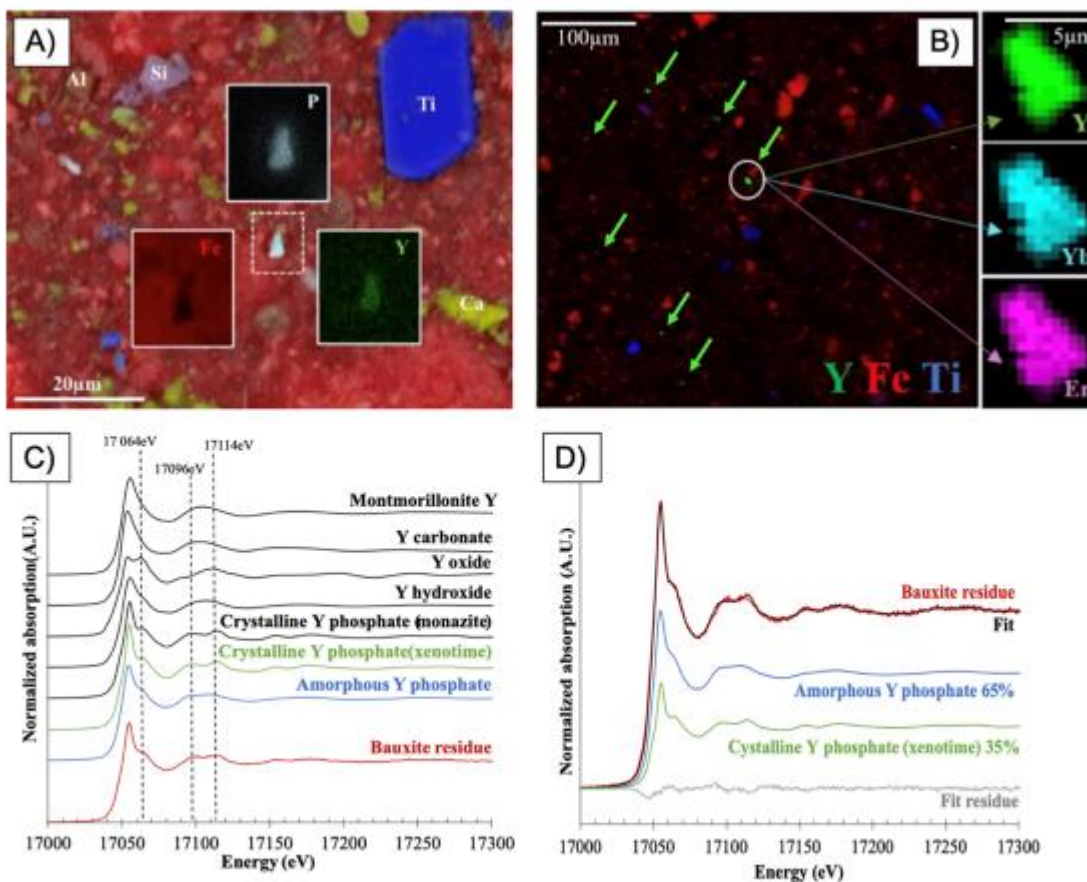 A)
Al
Si
P
Ti
Fe
Y
Ca
20µm
100µm
B)
5µm
Y
Yb
Er
Y Fe Ti
C)
17 064eV
17114eV
17096eV
Montmorillonite Y
Y carbonate
Y oxide
Y hydroxide
Crystalline Y phosphate (monazite)
Crystalline Y phosphate(xenotime)
Amorphous Y phosphate
Bauxite residue
Normalized absorption(A.U.)
17000 17050 17100 17150 17200 17250 17300
Energy (eV)
D)
Bauxite residue
Fit
Amorphous Y phosphate 65%
Cystalline Y phosphate (xenotime) 35%
Fit residue
Normalized absorption (A.U.)
17000 17050 17100 17150 17200 17250 17300
Energy (eV)